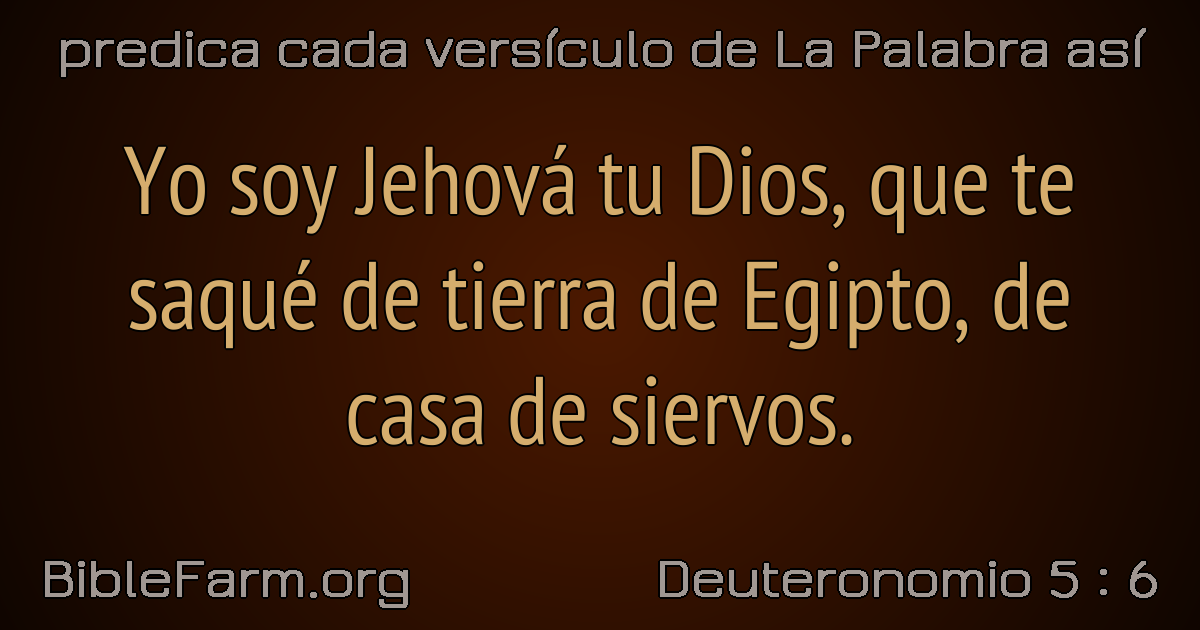 predica cada versículo de La Palabra así
Yo soy Jehová tu Dios, que te
saqué de tierra de Egipto, de
casa de siervos.
BibleFarm.org
Deuteronomio 5 : 6